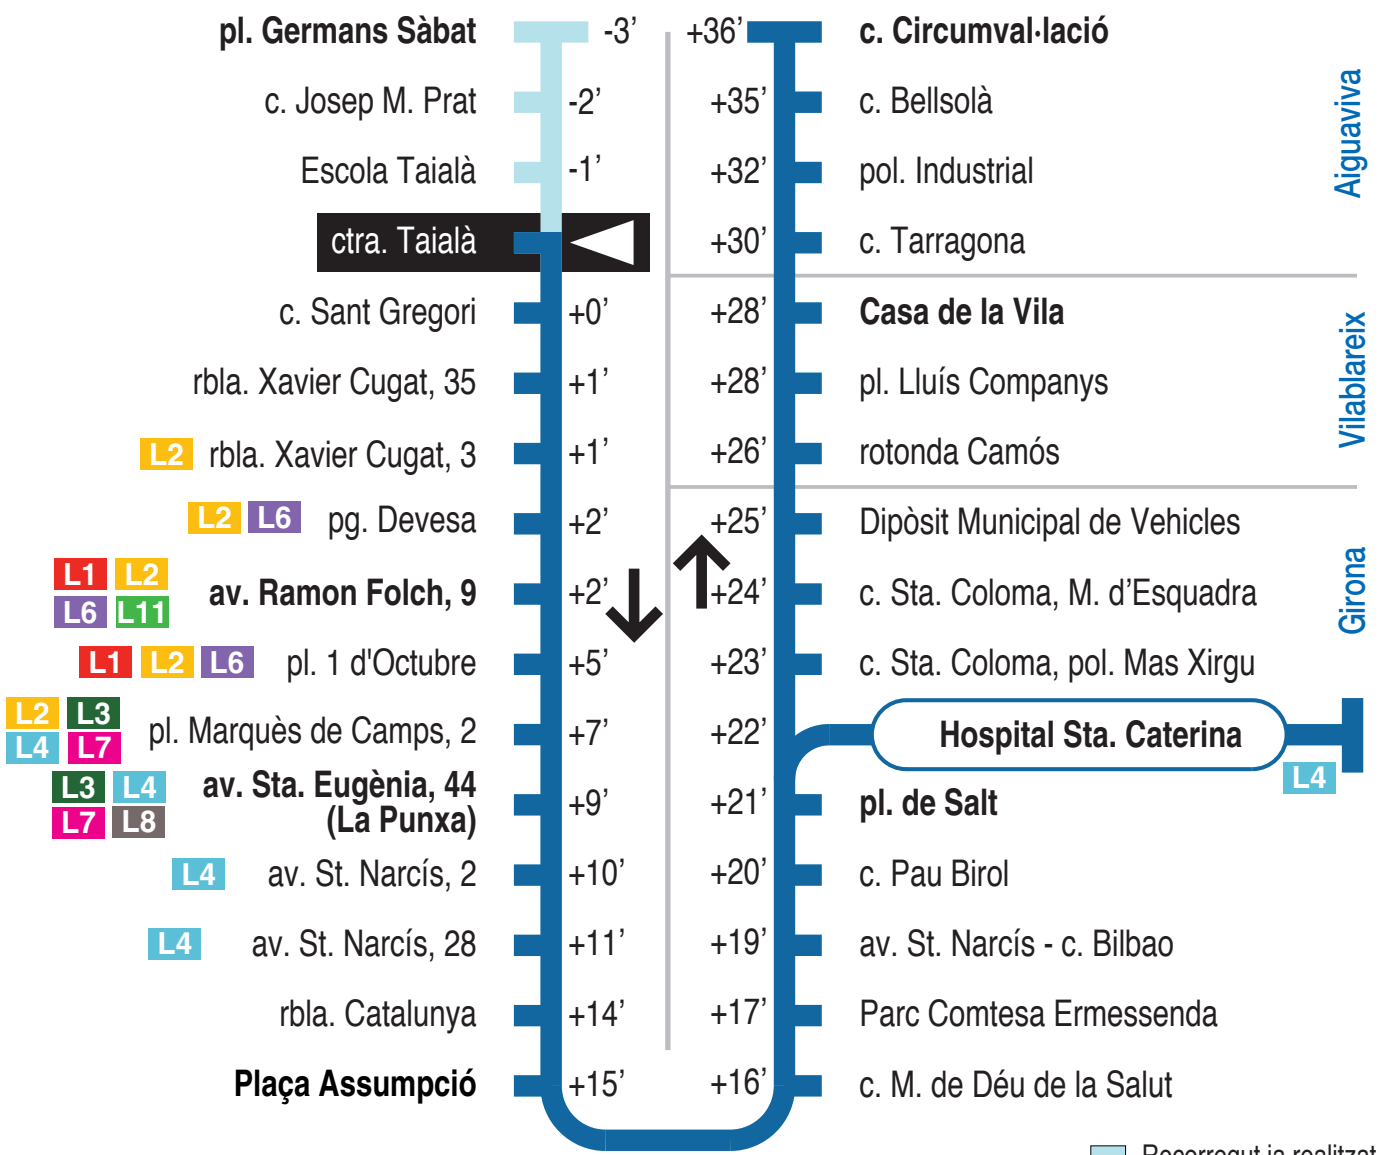 pl. Germans Sàbat -3’
c. Josep M. Prat -2’
Escola Taialà -1’
ctra. Taialà
c. Sant Gregori +0’
rbla. Xavier Cugat, 35 +1’
L2 rbla. Xavier Cugat, 3 +1’
L2 L6 pg. Devesa +2’
L1 L2
L6 L11
av. Ramon Folch, 9 +2’
L1 L2 L6 pl. 1 d'Octubre +5’
L2 L3
L4 L7
pl. Marquès de Camps, 2 +7’
L3 L4
L7 L8
av. Sta. Eugènia, 44
(La Punxa) +9’
L4 av. St. Narcís, 2 +10’
L4 av. St. Narcís, 28 +11’
rbla. Catalunya +14’
Plaça Assumpció +15’
+36’ c. Circumval·lació
+35’ c. Bellsolà
+32’ pol. Industrial
+30’ c. Tarragona
Aiguaviva
+28’ Casa de la Vila
+28’ pl. Lluís Companys
+26’ rotonda Camós
Vilablareix
+25’ Dipòsit Municipal de Vehicles
+24’ c. Sta. Coloma, M. d’Esquadra
+23’ c. Sta. Coloma, pol. Mas Xirgu
Girona
+22’ Hospital Sta. Caterina
L4
+21’ pl. de Salt
+20’ c. Pau Birol
+19’ av. St. Narcís - c. Bilbao
+17’ Parc Comtesa Ermessenda
+16’ c. M. de Déu de la Salut
Recorregut ja realitzat